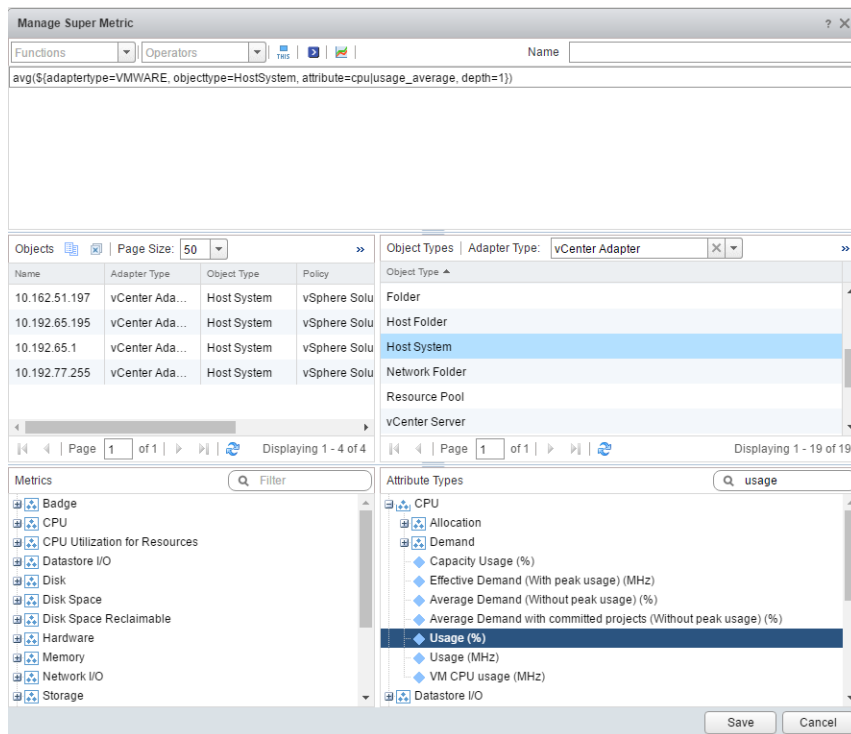 Manage Super Metric ?
Functions Operators THIS Name
avg(${adaptertype=VMWARE, objecttype=HostSystem, attribute=cpu|usage_average, depth=1})
Objects Page Size: 50 » Object Types Adapter Type: vCenter Adapter »
Name Adapter Type Object Type Policy Object Type
10.162.51.197 vCenter Ada... Host System vSphere Solu Folder
10.192.65.195 vCenter Ada... Host System vSphere Solu Host Folder
10.192.65.1 vCenter Ada... Host System vSphere Solu Host System
10.192.77.255 vCenter Ada... Host System vSphere Solu Network Folder
Resource Pool
vCenter Server
Page 1 of 1 Displaying 1 - 4 of 4 Page 1 of 1 Displaying 1 - 19 of 19
Metrics Filter Attribute Types usage
Badge CPU
CPU Allocation
CPU Utilization for Resources Demand
Datastore I/O Capacity Usage (%)
Disk Effective Demand (With peak usage) (MHz)
Disk Space Average Demand (Without peak usage) (%)
Disk Space Reclaimable Average Demand with committed projects (Without peak usage) (%)
Hardware Usage (%)
Memory Usage (MHz)
Network I/O VM CPU usage (MHz)
Storage Datastore I/O
Save Cancel